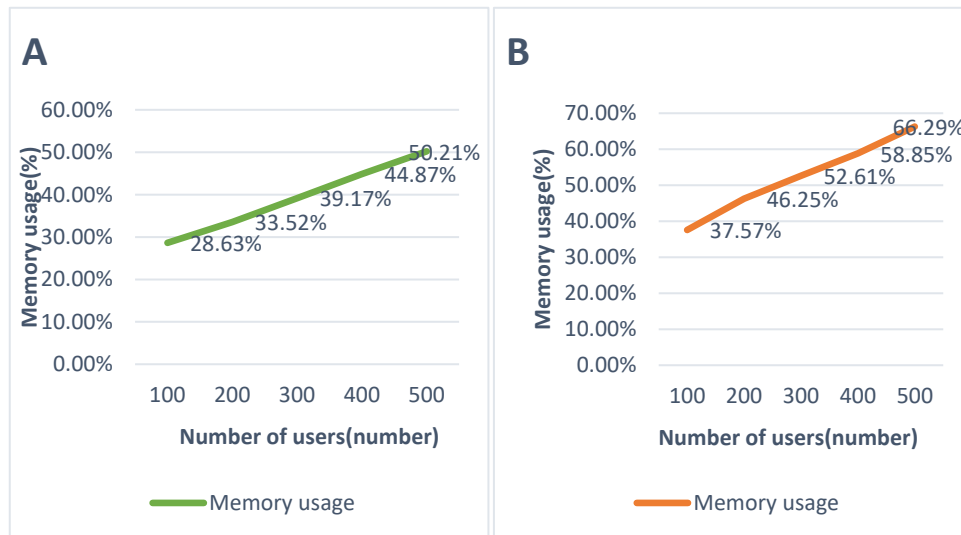 A
Memory usage(%)
60.00%
50.00%
40.00%
30.00%
20.00%
10.00%
0.00%
50.21%
44.87%
39.17%
33.52%
28.63%
100 200 300 400 500
Number of users(number)
Memory usage
B
Memory usage(%)
70.00%
60.00%
50.00%
40.00%
30.00%
20.00%
10.00%
0.00%
66.29%
58.85%
52.61%
46.25%
37.57%
100 200 300 400 500
Number of users(number)
Memory usage